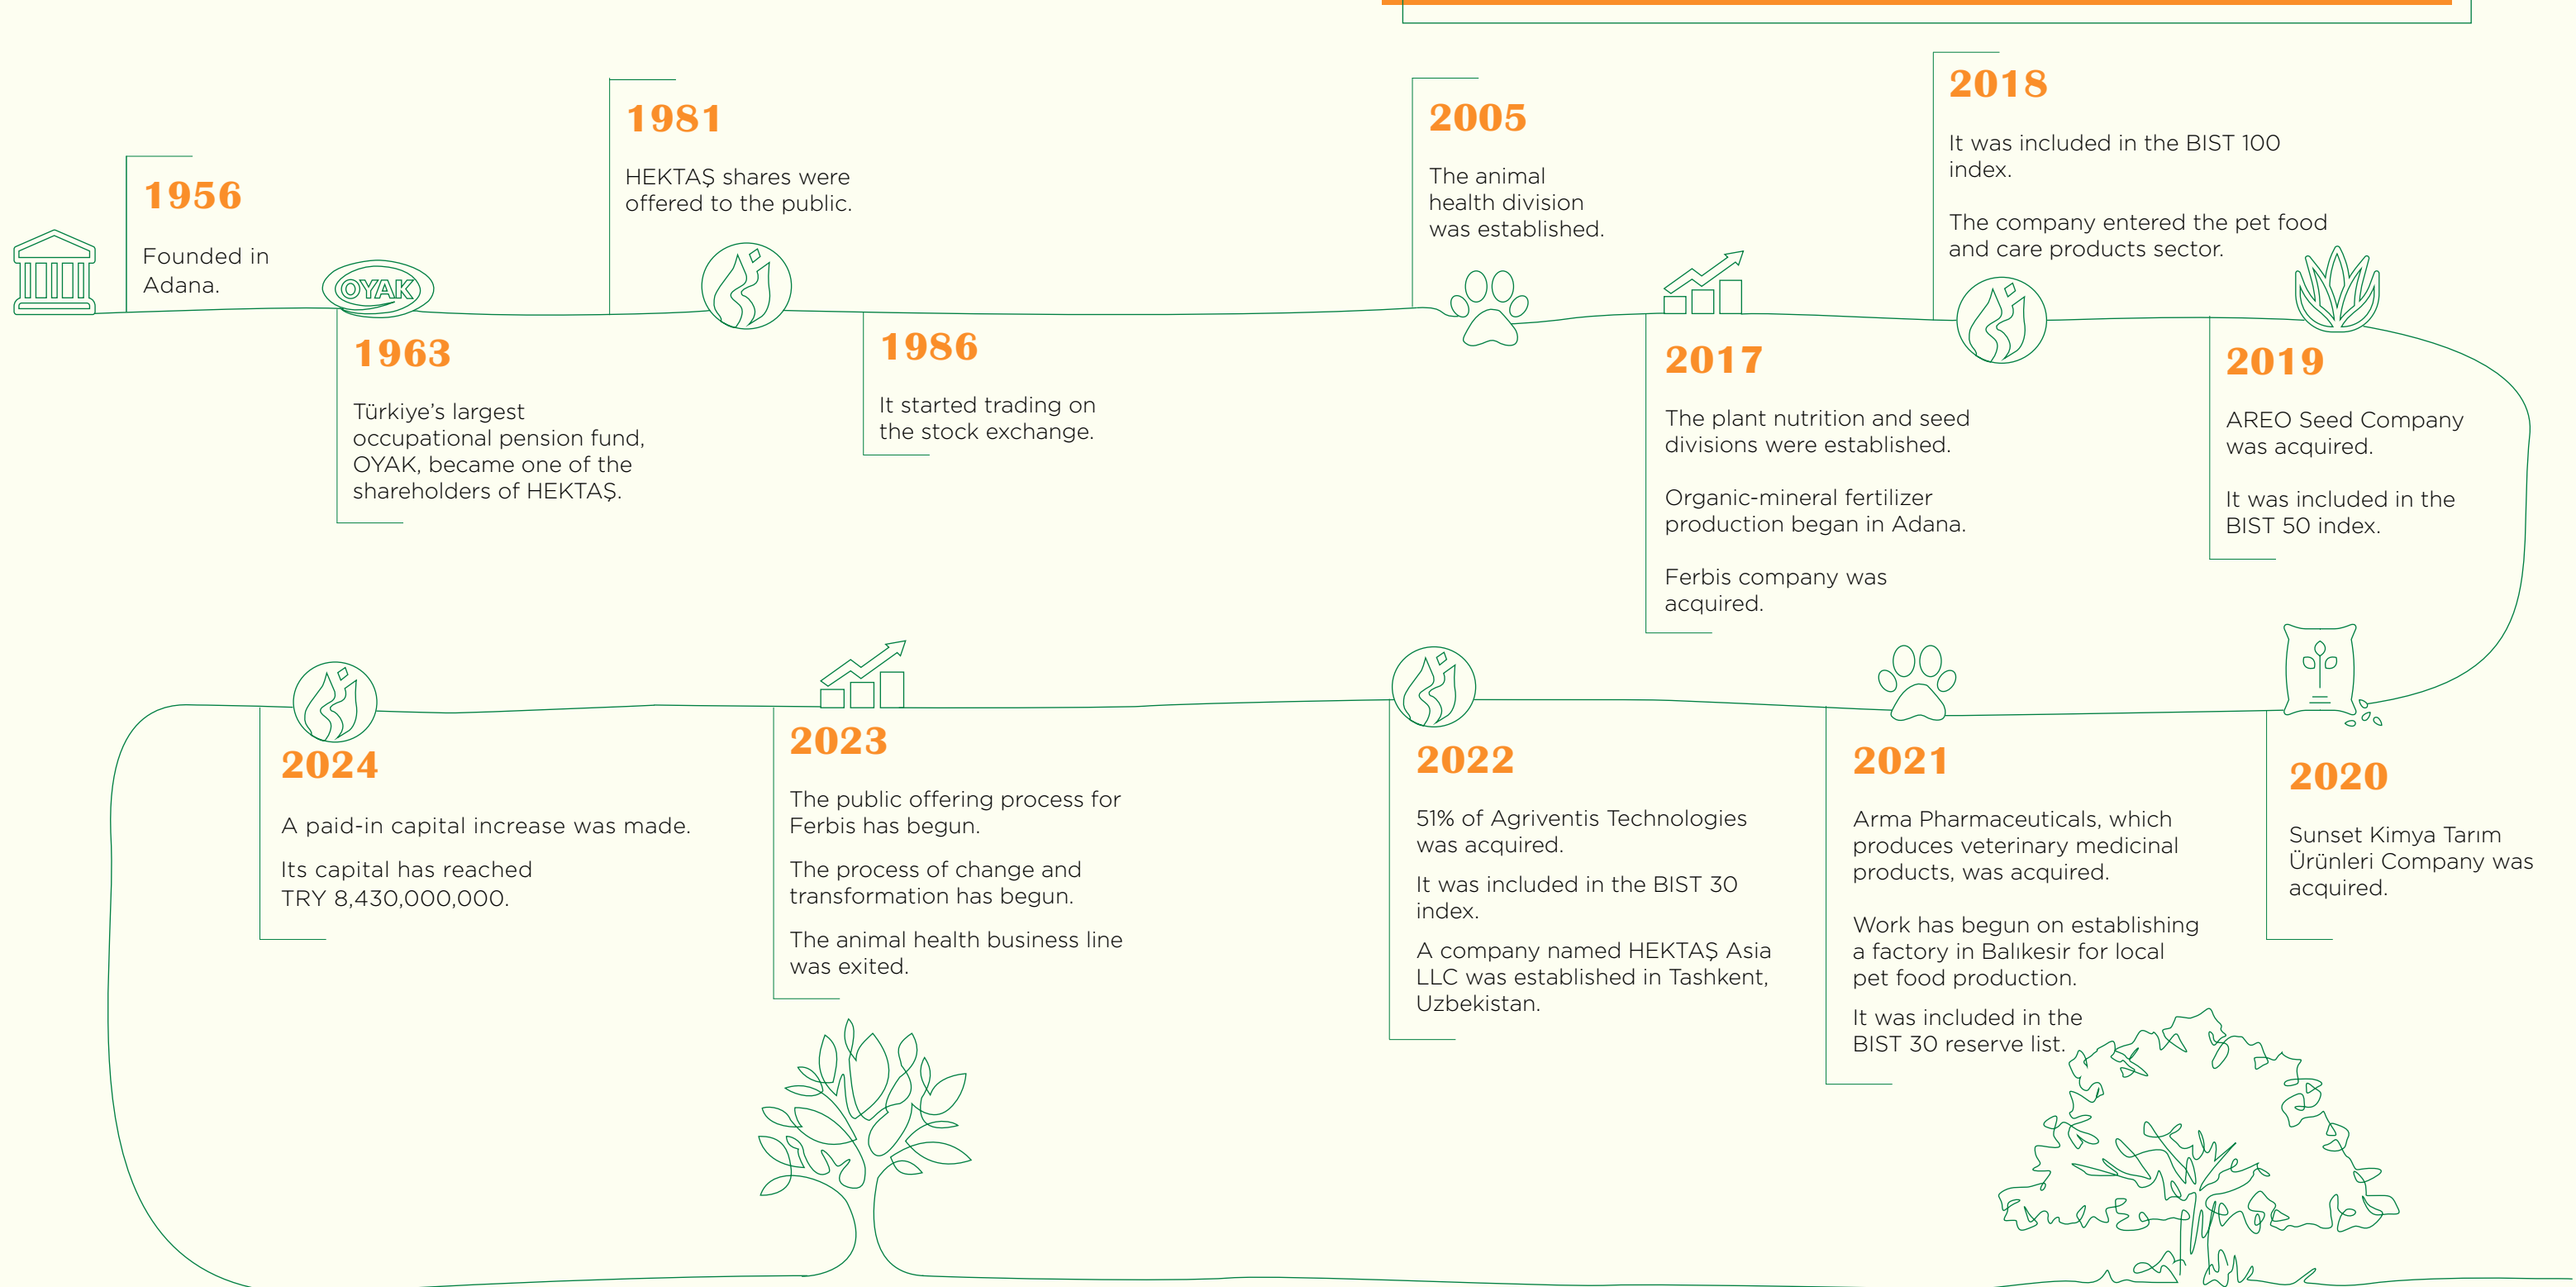 1956
Founded in
Adana.
OYAK
1963
Türkiye’s largest
occupational pension fund,
OYAK, became one of the
shareholders of HEKTAŞ.
1981
HEKTAŞ shares were
offered to the public.
1986
It started trading on
the stock exchange.
2005
The animal
health division
was established.
2017
The plant nutrition and seed
divisions were established.
Organic-mineral fertilizer
production began in Adana.
Ferbis company was
acquired.
2018
It was included in the BIST 100
index.
The company entered the pet food
and care products sector.
2019
AREO Seed Company
was acquired.
It was included in the
BIST 50 index.
2020
Sunset Kimya Tarım
Ürünleri Company was
acquired.
2021
Arma Pharmaceuticals, which
produces veterinary medicinal
products, was acquired.
Work has begun on establishing
a factory in Balıkesir for local
pet food production.
It was included in the
BIST 30 reserve list.
2022
51% of Agriventis Technologies
was acquired.
It was included in the BIST 30
index.
A company named HEKTAŞ Asia
LLC was established in Tashkent,
Uzbekistan.
2023
The public offering process for
Ferbis has begun.
The process of change and
transformation has begun.
The animal health business line
was exited.
2024
A paid-in capital increase was made.
Its capital has reached
TRY 8,430,000,000.